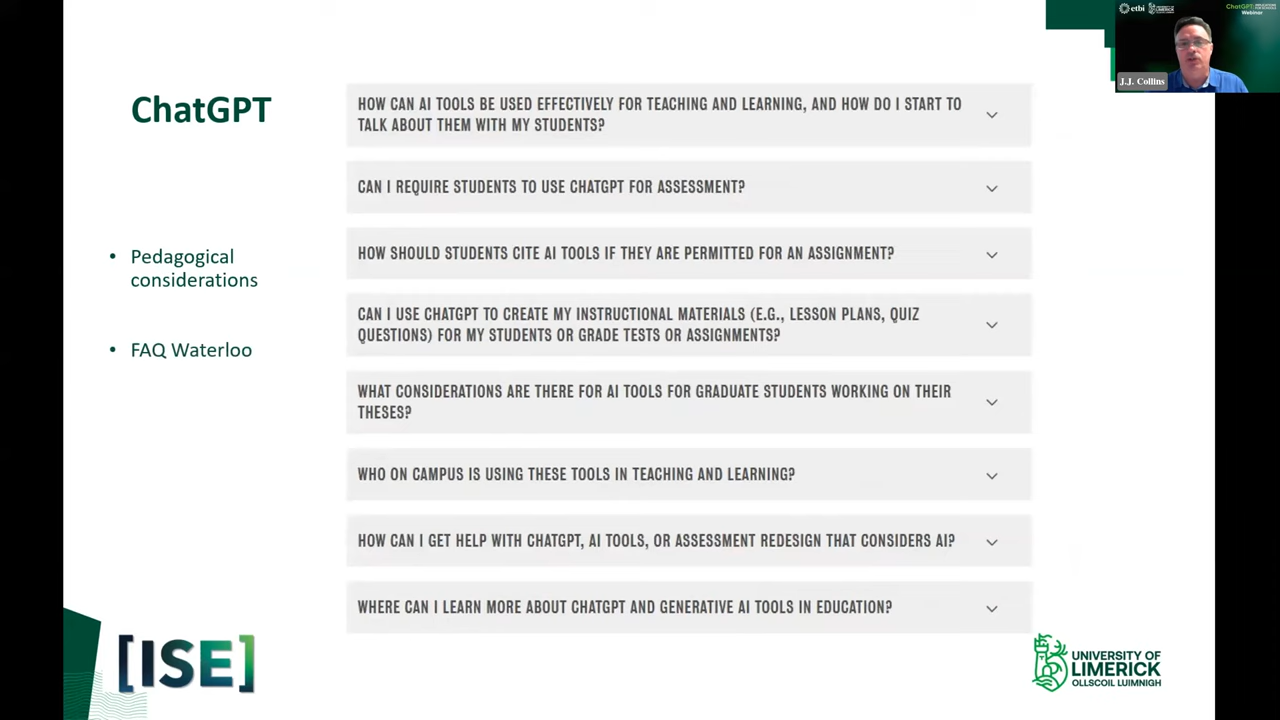 ChatGPT
• Pedagogical
considerations
• FAQ Waterloo
HOW CAN AI TOOLS BE USED EFFECTIVELY FOR TEACHING AND LEARNING, AND HOW DO I START TO
TALK ABOUT THEM WITH MY STUDENTS?
CAN I REQUIRE STUDENTS TO USE CHATGPT FOR ASSESSMENT?
HOW SHOULD STUDENTS CITE AI TOOLS IF THEY ARE PERMITTED FOR AN ASSIGNMENT?
CAN I USE CHATGPT TO CREATE MY INSTRUCTIONAL MATERIALS (E.G., LESSON PLANS, QUIZ
QUESTIONS) FOR MY STUDENTS OR GRADE TESTS OR ASSIGNMENTS?
WHAT CONSIDERATIONS ARE THERE FOR AI TOOLS FOR GRADUATE STUDENTS WORKING ON THEIR
THESES?
WHO ON CAMPUS IS USING THESE TOOLS IN TEACHING AND LEARNING?
HOW CAN I GET HELP WITH CHATGPT, AI TOOLS, OR ASSESSMENT REDESIGN THAT CONSIDERS AI?
WHERE CAN I LEARN MORE ABOUT CHATGPT AND GENERATIVE AI TOOLS IN EDUCATION?
etbi
ChatGPT
Webinar
J.J. Collins
[ISE]
UNIVERSITY OF
LIMERICK
OLLSCOIL LUIMNIGH